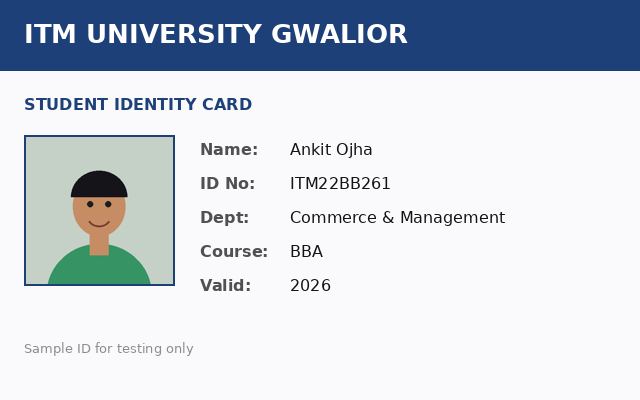 ITM UNIVERSITY GWALIOR
STUDENT IDENTITY CARD
Name: Ankit Ojha
ID No: ITM22BB261
Dept: Commerce & Management
Course: BBA
Valid: 2026
Sample ID for testing only